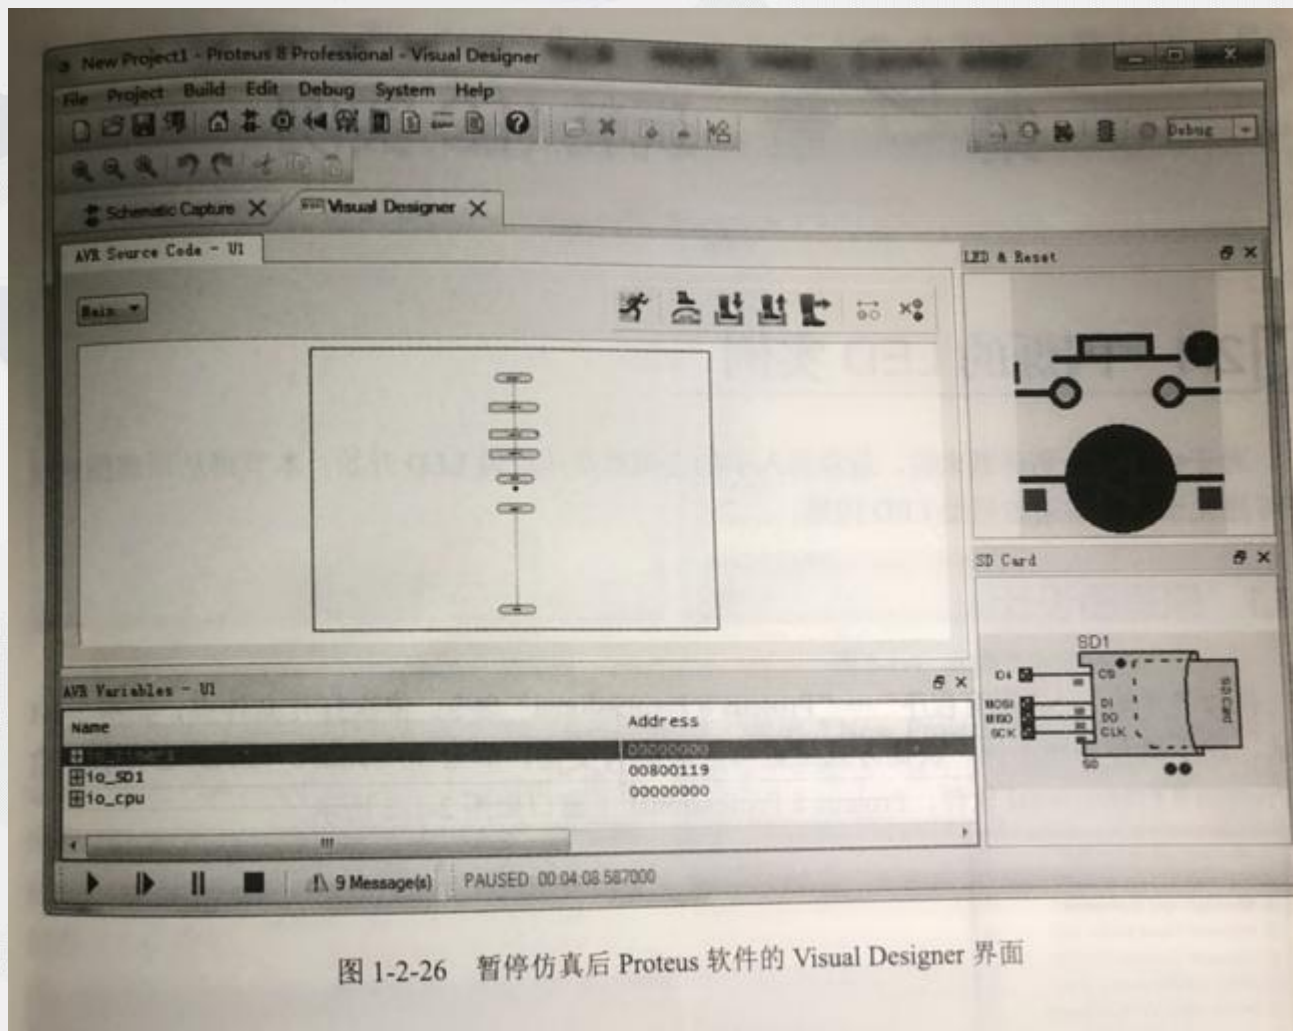 New Project1 - Proteus 8 Professional - Visual Designer
File Project Build Edit Debug System Help
Debug
Schematic Capture
Visual Designer
AVR Source Code - U1
Main
LED & Reset
SD Card
SD1
IO4
MOSI
MISO
SCK
CS
DI
DO
CLK
SD Card
SD
AVR Variables - U1
Name Address
00000000
io_SD1 00800119
io_cpu 00000000
9 Message(s) PAUSED 00:04:08.587000
图 1-2-26 暂停仿真后 Proteus 软件的 Visual Designer 界面